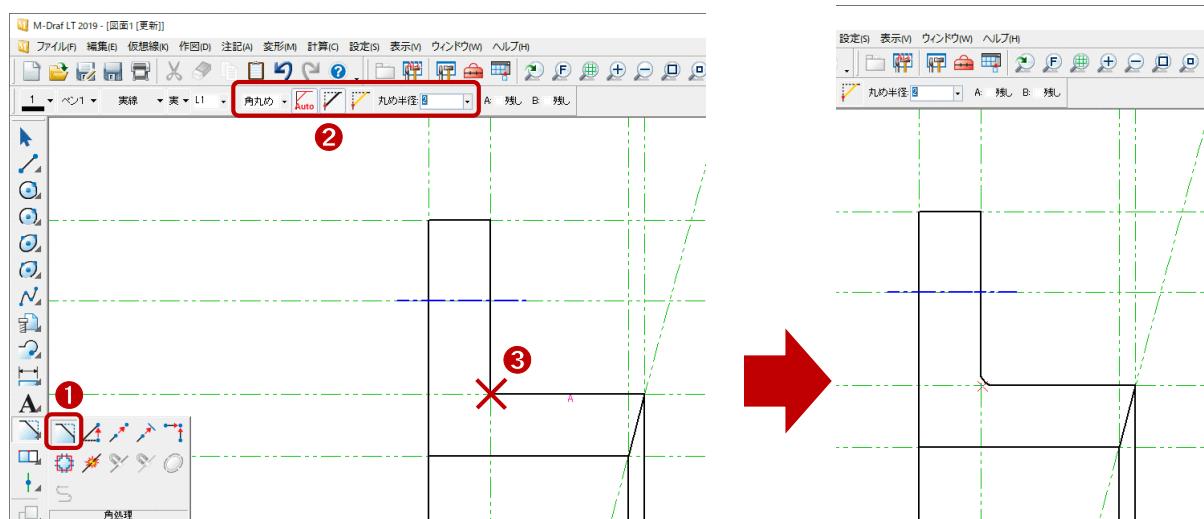 M-Draf LT 2019 - [図面1 [更新]]
ファイル(F) 編集(E) 仮想線(K) 作図(D) 注記(A) 変形(M) 計算(C) 設定(S) 表示(V) ウィンドウ(W) ヘルプ(H)
1 ペン1 実線 実 L1 角丸め Auto 丸め半径: 2 A: 残し B: 残し
❷
❸
A
❶
A
角処理
設定(S) 表示(V) ウィンドウ(W) ヘルプ(H)
丸め半径: 2 A: 残し B: 残し